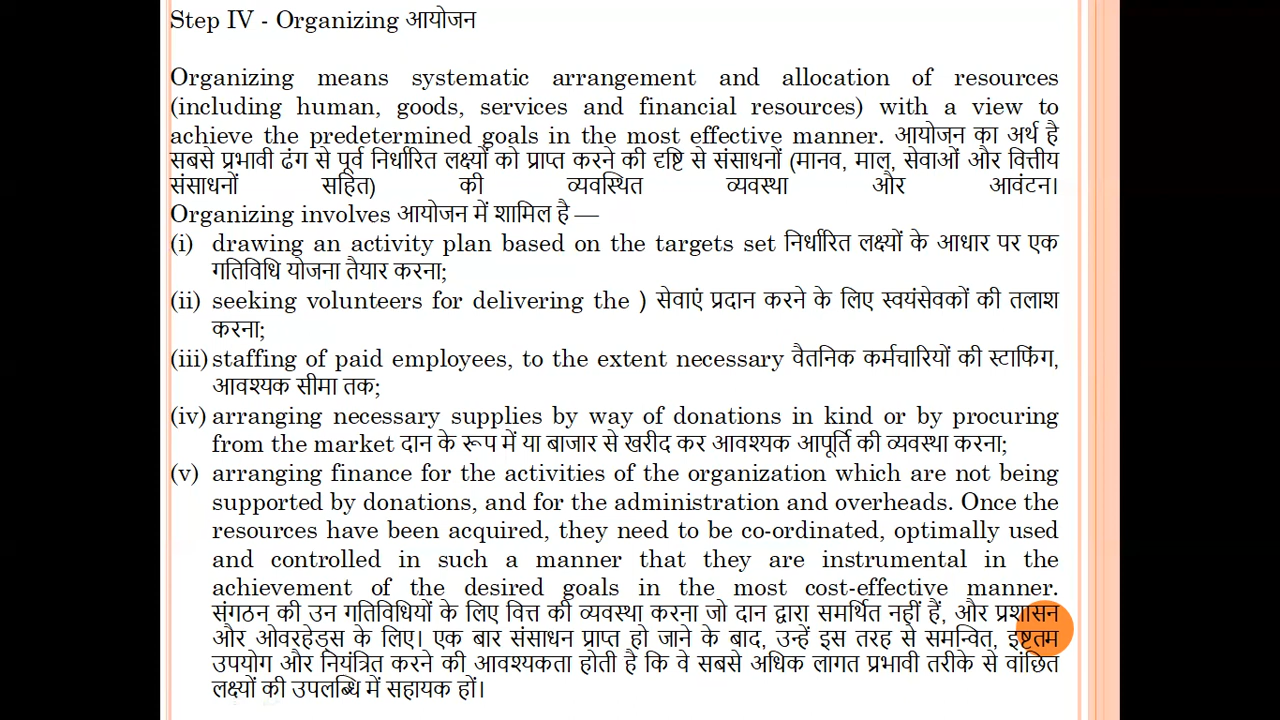 Step IV - Organizing आयोजन
Organizing means systematic arrangement and allocation of resources
(including human, goods, services and financial resources) with a view to
achieve the predetermined goals in the most effective manner. आयोजन का अर्थ है
सबसे प्रभावी ढंग से पूर्व निर्धारित लक्ष्यों को प्राप्त करने की दृष्टि से संसाधनों (मानव, माल, सेवाओं और वित्तीय
संसाधनों सहित) की व्यवस्थित व्यवस्था और आवंटन।
Organizing involves आयोजन में शामिल है —
(i) drawing an activity plan based on the targets set निर्धारित लक्ष्यों के आधार पर एक
गतिविधि योजना तैयार करना;
(ii) seeking volunteers for delivering the ) सेवाएं प्रदान करने के लिए स्वयंसेवकों की तलाश
करना;
(iii) staffing of paid employees, to the extent necessary वैतनिक कर्मचारियों की स्टाफिंग,
आवश्यक सीमा तक;
(iv) arranging necessary supplies by way of donations in kind or by procuring
from the market दान के रूप में या बाजार से खरीद कर आवश्यक आपूर्ति की व्यवस्था करना;
(v) arranging finance for the activities of the organization which are not being
supported by donations, and for the administration and overheads. Once the
resources have been acquired, they need to be co-ordinated, optimally used
and controlled in such a manner that they are instrumental in the
achievement of the desired goals in the most cost-effective manner.
संगठन की उन गतिविधियों के लिए वित्त की व्यवस्था करना जो दान द्वारा समर्थित नहीं हैं, और प्रशासन
और ओवरहेड्स के लिए। एक बार संसाधन प्राप्त हो जाने के बाद, उन्हें इस तरह से समन्वित, इष्टतम
उपयोग और नियंत्रित करने की आवश्यकता होती है कि वे सबसे अधिक लागत प्रभावी तरीके से वांछित
लक्ष्यों की उपलब्धि में सहायक हों।